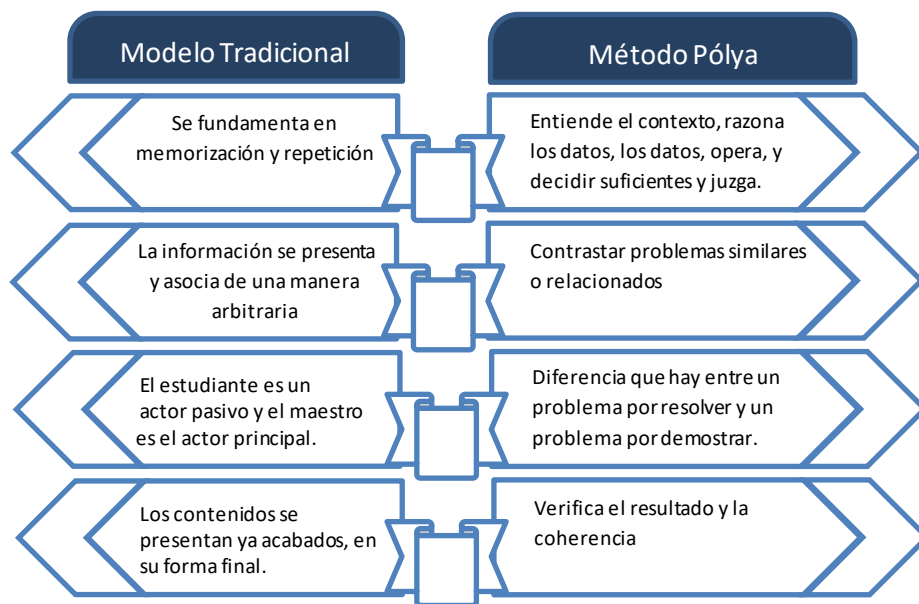 Modelo Tradicional
Método Pólya
Se fundamenta en
memorización y repetición
Entiende el contexto, razona
los datos, los datos, opera, y
decidir suficientes y juzga.
La información se presenta
y asocia de una manera
arbitraria
Contrastar problemas similares
o relacionados
El estudiante es un
actor pasivo y el maestro
es el actor principal.
Diferencia que hay entre un
problema por resolver y un
problema por demostrar.
Los contenidos se
presentan ya acabados, en
su forma final.
Verifica el resultado y la
coherencia